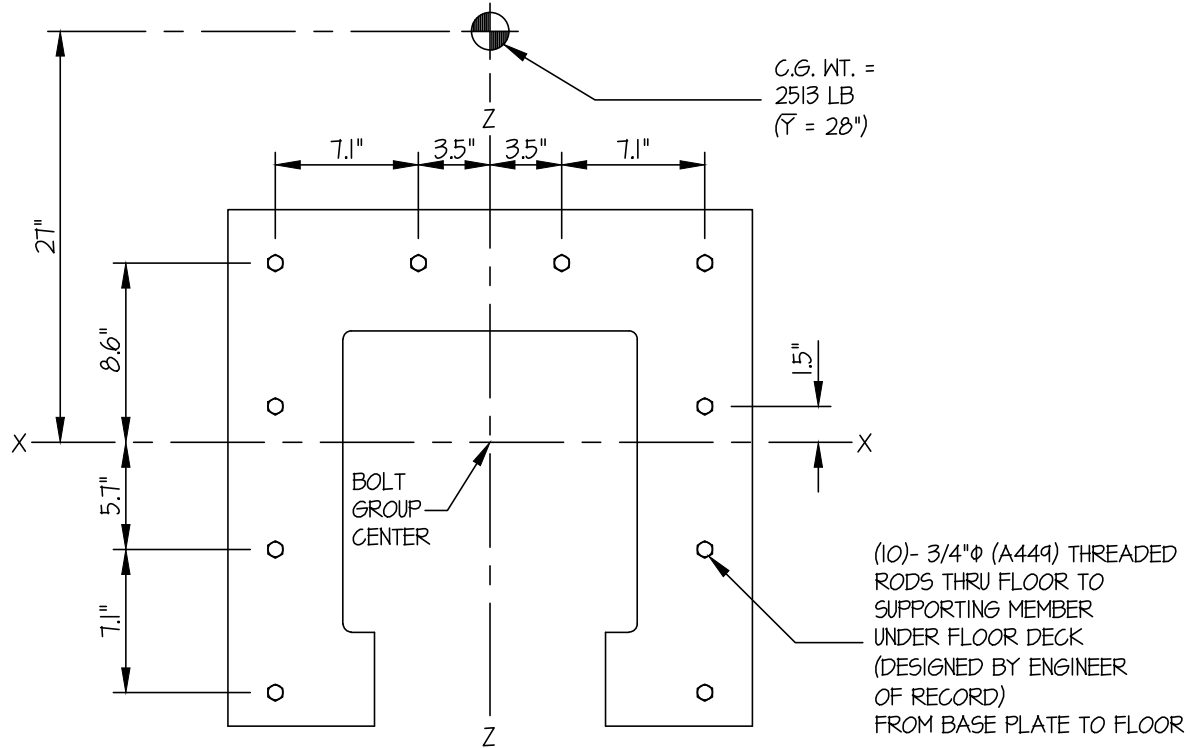 C.G. WT. =
2513 LB
(Y̅ = 28")
Z
7.1" 3.5" 3.5" 7.1"
27"
8.6"
1.5"
X X
5.7"
BOLT
GROUP
CENTER
7.1"
(10)- 3/4"Φ (A449) THREADED
RODS THRU FLOOR TO
SUPPORTING MEMBER
UNDER FLOOR DECK
(DESIGNED BY ENGINEER
OF RECORD)
FROM BASE PLATE TO FLOOR
Z